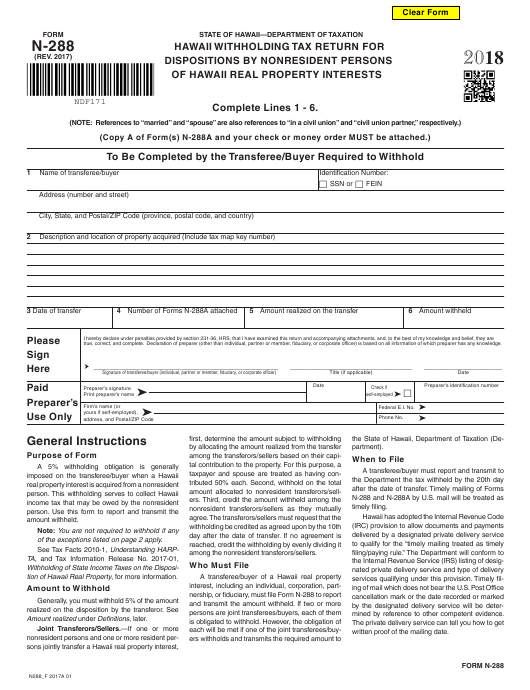 Clear Form
FORM
N-288
(REV. 2017)
NDF171
STATE OF HAWAII—DEPARTMENT OF TAXATION
HAWAII WITHHOLDING TAX RETURN FOR
DISPOSITIONS BY NONRESIDENT PERSONS
OF HAWAII REAL PROPERTY INTERESTS
2018
Complete Lines 1 - 6.
(NOTE: References to “married” and “spouse” are also references to “in a civil union” and “civil union partner,” respectively.)
(Copy A of Form(s) N-288A and your check or money order MUST be attached.)
To Be Completed by the Transferee/Buyer Required to Withhold
1 Name of transferee/buyer
Identification Number:
SSN or FEIN
Address (number and street)
City, State, and Postal/ZIP Code (province, postal code, and country)
2 Description and location of property acquired (Include tax map key number)
3 Date of transfer
4 Number of Forms N-288A attached
5 Amount realized on the transfer
6 Amount withheld
Please
Sign
Here
I hereby declare under penalties provided by section 231-36, HRS, that I have examined this return and accompanying attachments, and, to the best of my knowledge and belief, they are
true, correct, and complete. Declaration of preparer (other than individual, partner or member, fiduciary, or corporate officer) is based on all information of which preparer has any knowledge.
Signature of transferee/buyer (individual, partner or member, fiduciary, or corporate officer)
Title (if applicable)
Date
Paid
Preparer's
Use Only
Preparer's signature
Print preparer's name
Date
Check if
self-employed
Preparer's identification number
Firm's name (or
yours if self-employed),
address, and Postal/ZIP Code
Federal E.I. No.
Phone No.
General Instructions
Purpose of Form
A 5% withholding obligation is generally
imposed on the transferee/buyer when a Hawaii
real property interest is acquired from a nonresident
person. This withholding serves to collect Hawaii
income tax that may be owed by the nonresident
person. Use this form to report and transmit the
amount withheld.
Note: You are not required to withhold if any
of the exceptions listed on page 2 apply.
See Tax Facts 2010-1, Understanding HARP-
TA, and Tax Information Release No. 2017-01,
Withholding of State Income Taxes on the Disposi-
tion of Hawaii Real Property, for more information.
Amount to Withhold
Generally, you must withhold 5% of the amount
realized on the disposition by the transferor. See
Amount realized under Definitions, later.
Joint Transferors/Sellers.—If one or more
nonresident persons and one or more resident per-
sons jointly transfer a Hawaii real property interest,
first, determine the amount subject to withholding
by allocating the amount realized from the transfer
among the transferors/sellers based on their capi-
tal contribution to the property. For this purpose, a
taxpayer and spouse are treated as having con-
tributed 50% each. Second, withhold on the total
amount allocated to nonresident transferors/sell-
ers. Third, credit the amount withheld among the
nonresident transferors/sellers as they mutually
agree. The transferors/sellers must request that the
withholding be credited as agreed upon by the 10th
day after the date of transfer. If no agreement is
reached, credit the withholding by evenly dividing it
among the nonresident transferors/sellers.
Who Must File
A transferee/buyer of a Hawaii real property
interest, including an individual, corporation, part-
nership, or fiduciary, must file Form N-288 to
report and transmit the amount withheld. If two or more
persons are joint transferees/buyers, each of them
is obligated to withhold. However, the obligation of
each will be met if one of the joint transferees/buy-
ers withholds and transmits the required amount to
the State of Hawaii, Department of Taxation (De-
partment).
When to File
A transferee/buyer must report and transmit to
the Department the tax withheld by the 20th day
after the date of transfer. Timely mailing of Forms
N-288 and N-288A by U.S. mail will be treated as
timely filing.
Hawaii has adopted the Internal Revenue Code
(IRC) provision to allow documents and payments
delivered by a designated private delivery service
to qualify for the “timely mailing treated as timely
filing/paying rule.” The Department will conform to
the Internal Revenue Service (IRS) listing of desig-
nated private delivery service and type of delivery
services qualifying under this provision. Timely fil-
ing of mail which does not bear the U.S. Post Office
cancellation mark or the date recorded or marked
by the designated delivery service will be deter-
mined by reference to other competent evidence.
The private delivery service can tell you how to get
written proof of the mailing date.
N288_F 2017A 01
FORM N-288